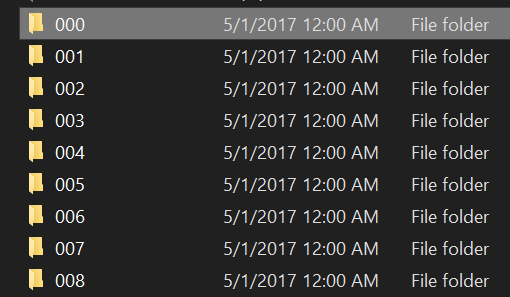 000 5/1/2017 12:00 AM File folder
001 5/1/2017 12:00 AM File folder
002 5/1/2017 12:00 AM File folder
003 5/1/2017 12:00 AM File folder
004 5/1/2017 12:00 AM File folder
005 5/1/2017 12:00 AM File folder
006 5/1/2017 12:00 AM File folder
007 5/1/2017 12:00 AM File folder
008 5/1/2017 12:00 AM File folder